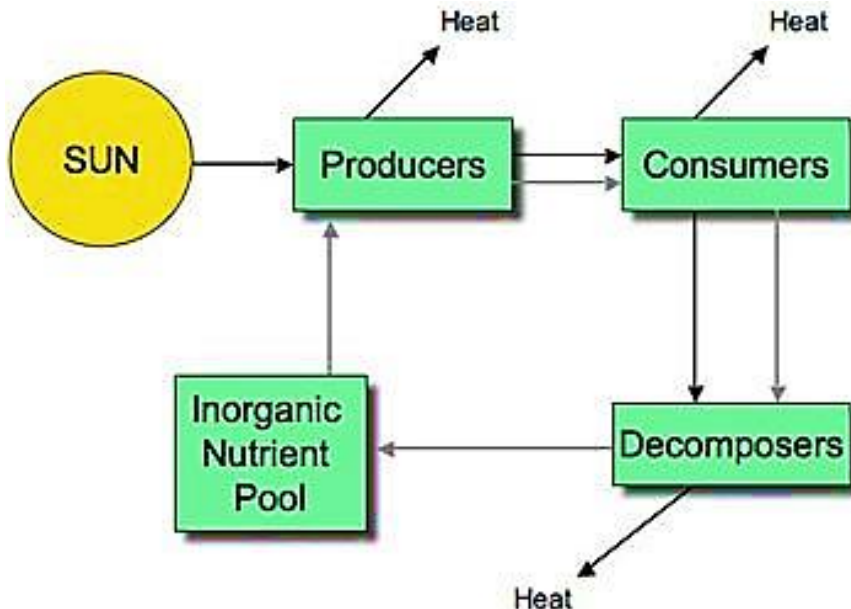 Heat
Heat
SUN
Producers
Consumers
Inorganic
Nutrient
Pool
Decomposers
Heat